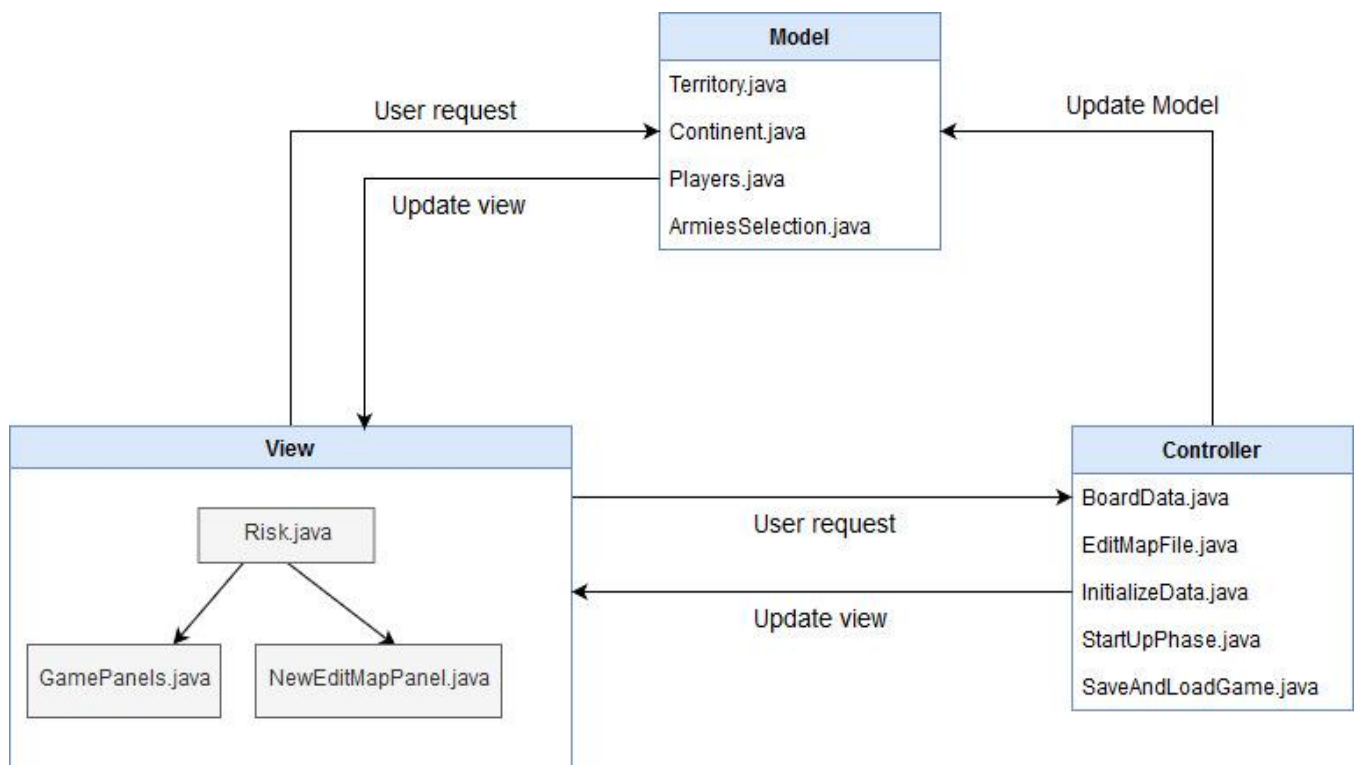 Model
Territory.java
Continent.java
Players.java
ArmiesSelection.java
User request
Update view
Update Model
View
Risk.java
GamePanels.java
NewEditMapPanel.java
User request
Update view
Controller
BoardData.java
EditMapFile.java
InitializeData.java
StartUpPhase.java
SaveAndLoadGame.java